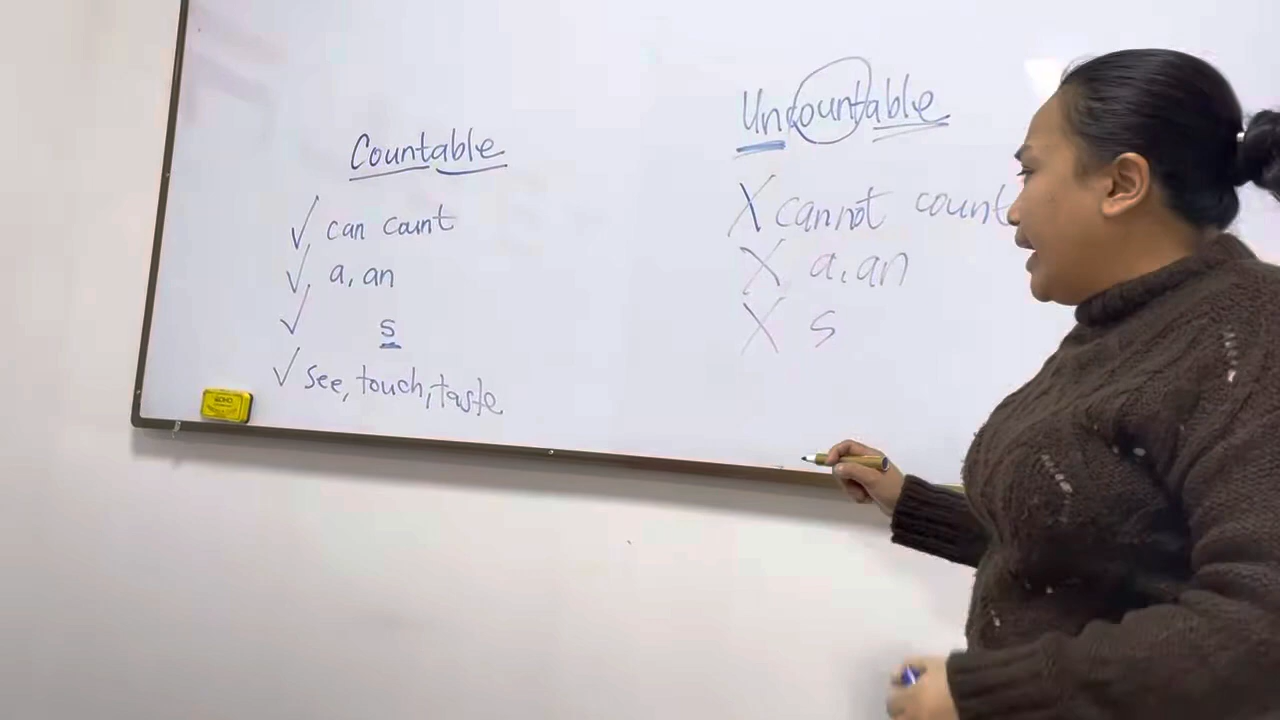 Countable
✓ can count
✓ a, an
✓ s
✓ see, touch, taste
Uncountable
X cannot count
X a, an
X s